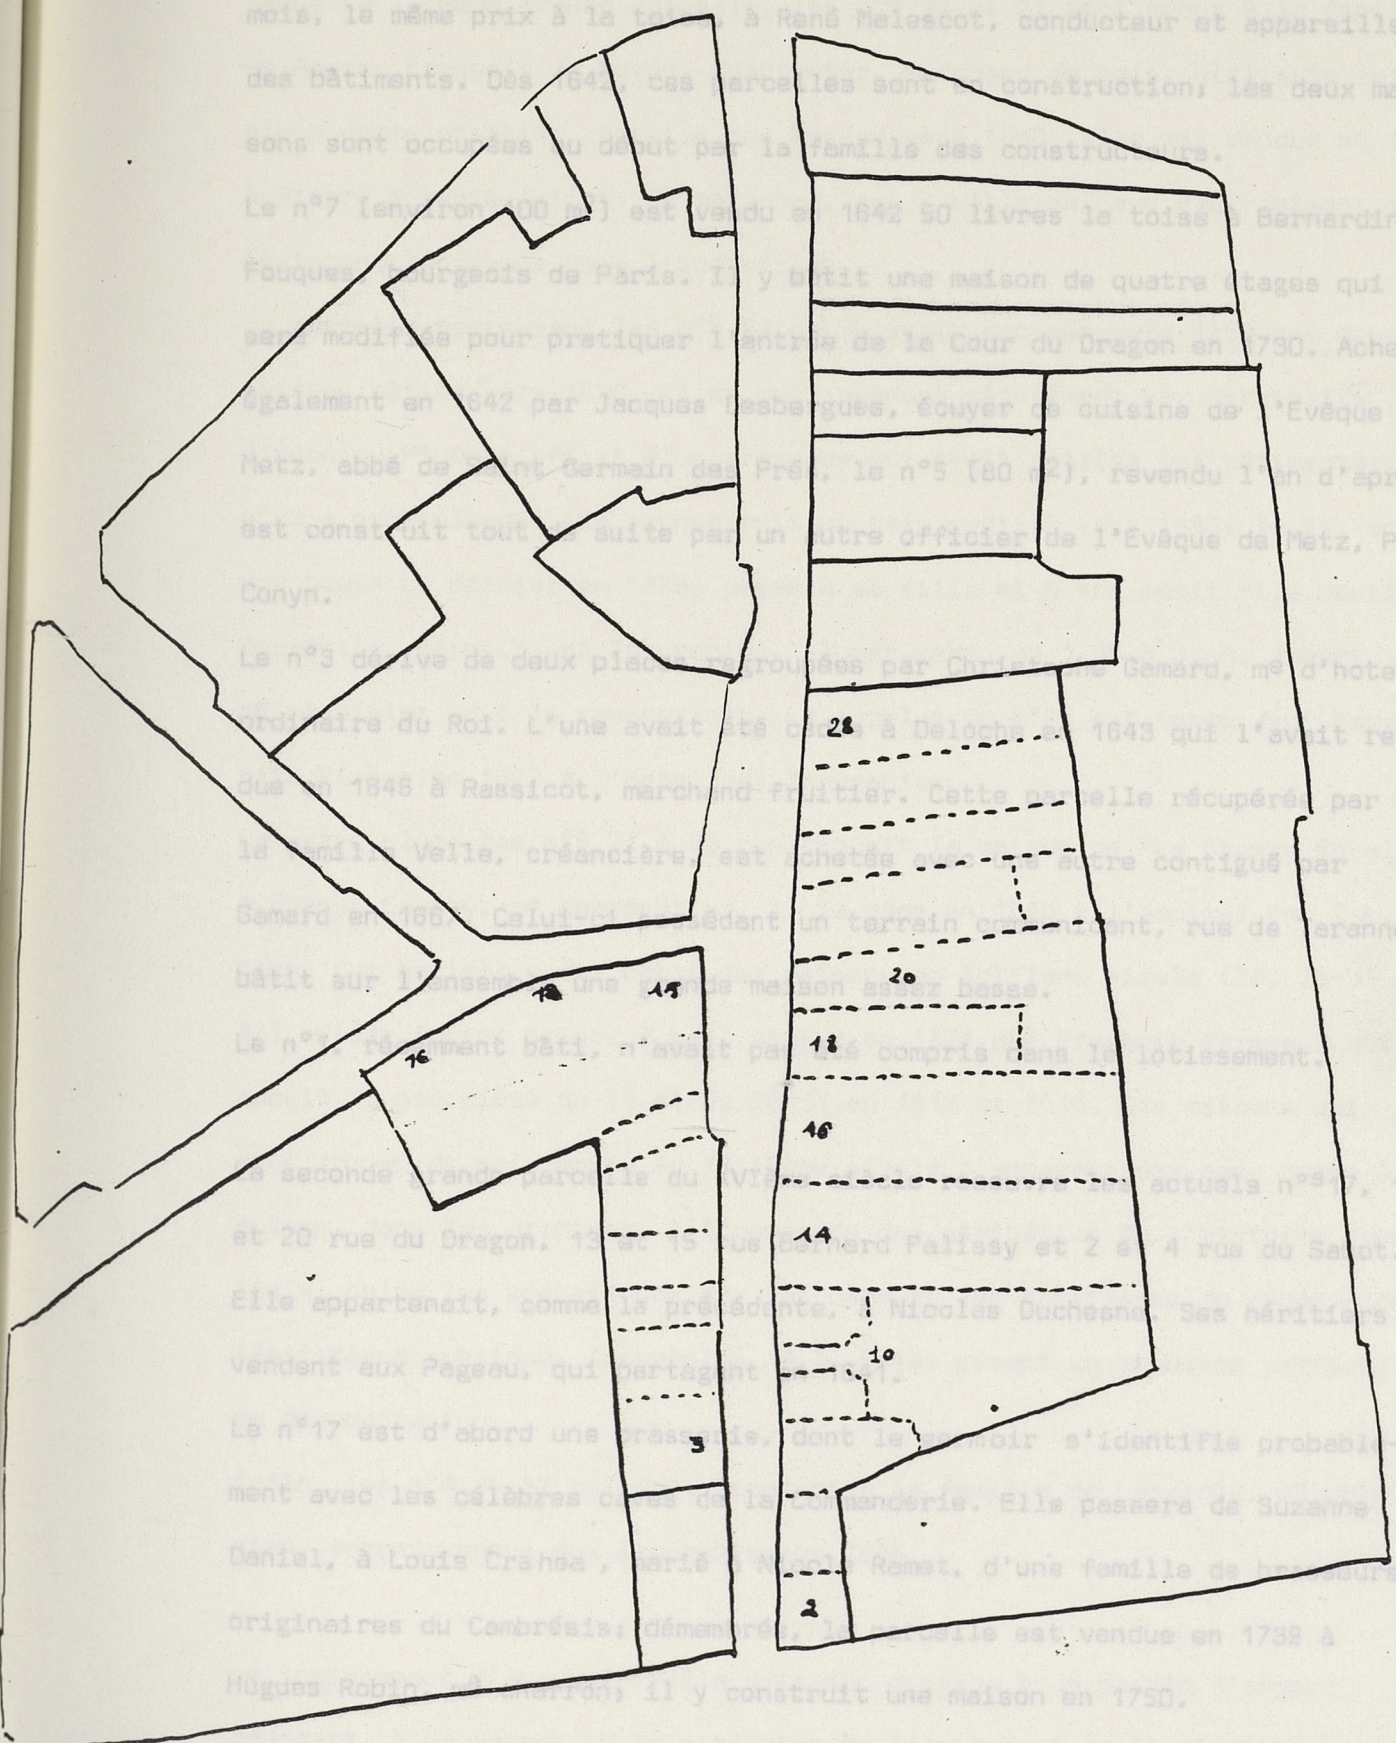 mois, le même prix à la toise, à René Melescot, conducteur et appareille
des bâtiments. Dès 1642, ces parcelles sont en construction; les deux ma
sons sont occupées au début par la famille des constructeurs.
Le n°7 (environ 400 m2) est vendu en 1642 50 livres la toise à Bernardin
Fouques, bourgeois de Paris. Il y bâtit une maison de quatre étages qui
sera modifiée pour pratiquer l'entrée de la Cour du Dragon en 1730. Ache
également en 1642 par Jacques Desbergues, écuyer de cuisine de l'Evêque
Metz, abbé de Saint Germain des Prés, le n°5 (80 m2), revendu l'an d'apr
est construit tout de suite par un autre officier de l'Evêque de Metz, P
Conyn.
Le n°3 dérive de deux places regroupées par Christophe Gamard, me d'hote
ordinaire du Roi. L'une avait été cédée à Deloche en 1643 qui l'avait re
28
due en 1646 à Rassicot, marchand fruitier. Cette parcelle récupérée par
la famille Velle, créancière, est achetée avec une autre contiguë par
Gamard en 1667. Celui-ci possédant un terrain communicant, rue de Taranne
20
bâtit sur l'ensemble une grande maison assez basse.
15
Le n°1, récemment bâti, n'avait pas été compris dans le lotissement.
18
16
16
La seconde grande parcelle du XVIème siècle recouvre les actuels n°s17,
et 20 rue du Dragon, 13 et 15 rue Bernard Palissy et 2 et 4 rue du Sabot.
14
Elle appartenait, comme la précédente, à Nicolas Duchesne. Ses héritiers
vendent aux Pageau, qui partagent en 1641.
10
Le n°17 est d'abord une brasserie, dont le germoir s'identifie probable-
3
ment avec les célèbres caves de la Commanderie. Elle passera de Suzanne
Daniel, à Louis Crahea, marié à Nicole Ramet, d'une famille de brasseurs
2
originaires du Cambrésis; démembrée, la parcelle est vendue en 1739 à
Hugues Robin, me charron; il y construit une maison en 1750.